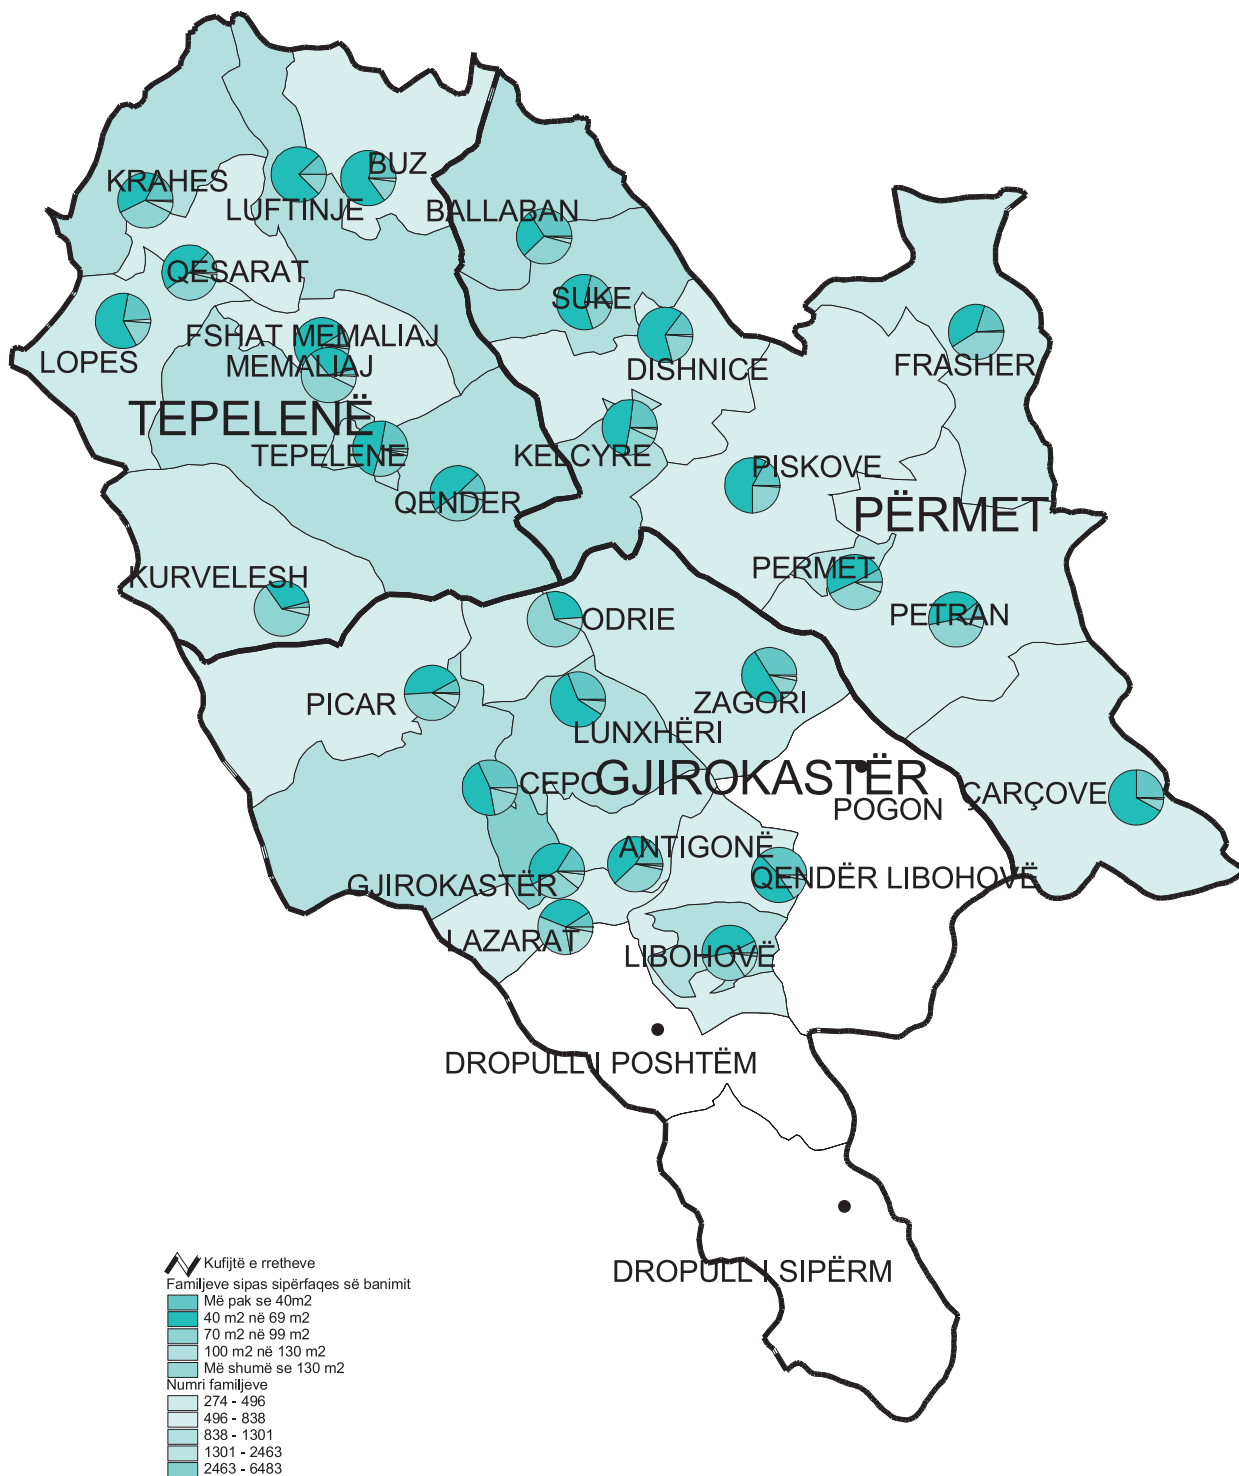 BUZ
KRAHES
LUFTINJE
BALLABAN
QESARAT
SUKE
FSHAT MEMALIAJ
LOPES
MEMALIAJ
DISHNICE
FRASHER
TEPELENË
TEPELENE
KELCYRE
PISKOVE
QENDER
PËRMET
KURVELESH
PERMET
PETRAN
ODRIE
PICAR
ZAGORI
LUNXHËRI
CEPO
GJIROKASTËR
ÇARÇOVE
POGON
ANTIGONË
GJIROKASTËR
QENDËR LIBOHOVË
LAZARAT
LIBOHOVË
DROPULL I POSHTËM
DROPULL I SIPËRM
Kufijtë e rretheve
Familjeve sipas sipërfaqes së banimit
Më pak se 40m2
40 m2 në 69 m2
70 m2 në 99 m2
100 m2 në 130 m2
Më shumë se 130 m2
Numri familjeve
274 - 496
496 - 838
838 - 1301
1301 - 2463
2463 - 6483